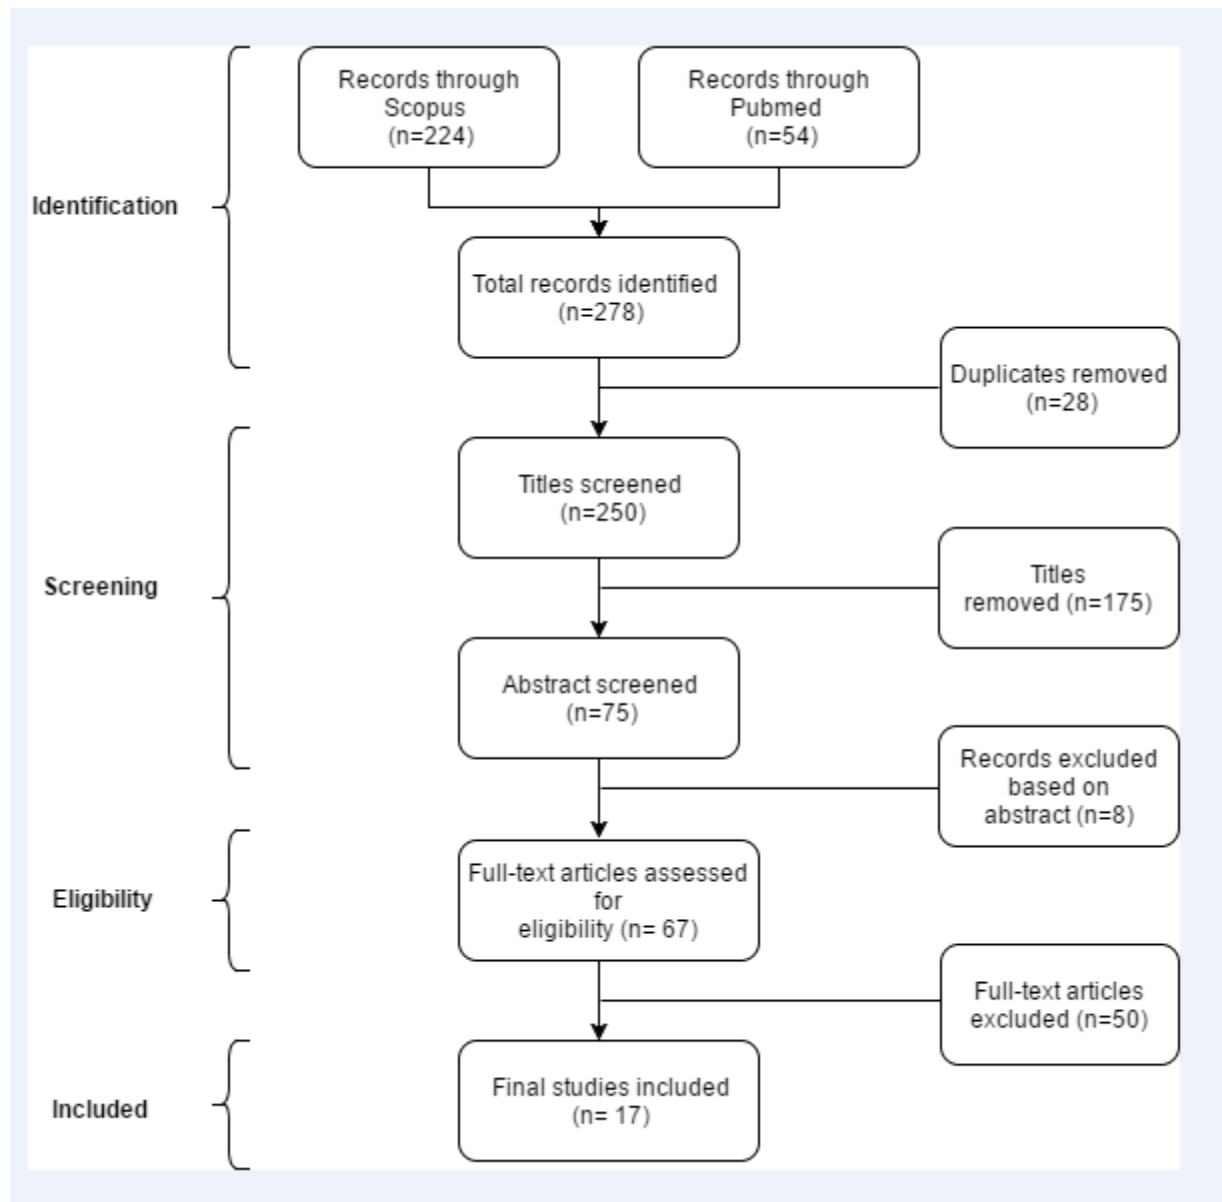 Records through
Scopus
(n=224)
Records through
Pubmed
(n=54)
Identification
Total records identified
(n=278)
Duplicates removed
(n=28)
Titles screened
(n=250)
Screening
Titles
removed (n=175)
Abstract screened
(n=75)
Records excluded
based on
abstract (n=8)
Eligibility
Full-text articles assessed
for
eligibility (n= 67)
Full-text articles
excluded (n=50)
Included
Final studies included
(n= 17)